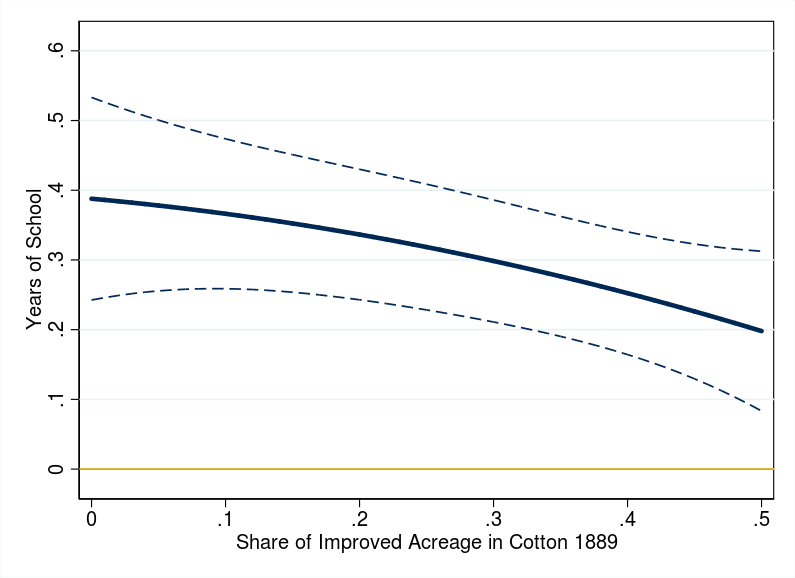 .6
.5
.4
.3
.2
.1
0
Years of School
0 .1 .2 .3 .4 .5
Share of Improved Acreage in Cotton 1889